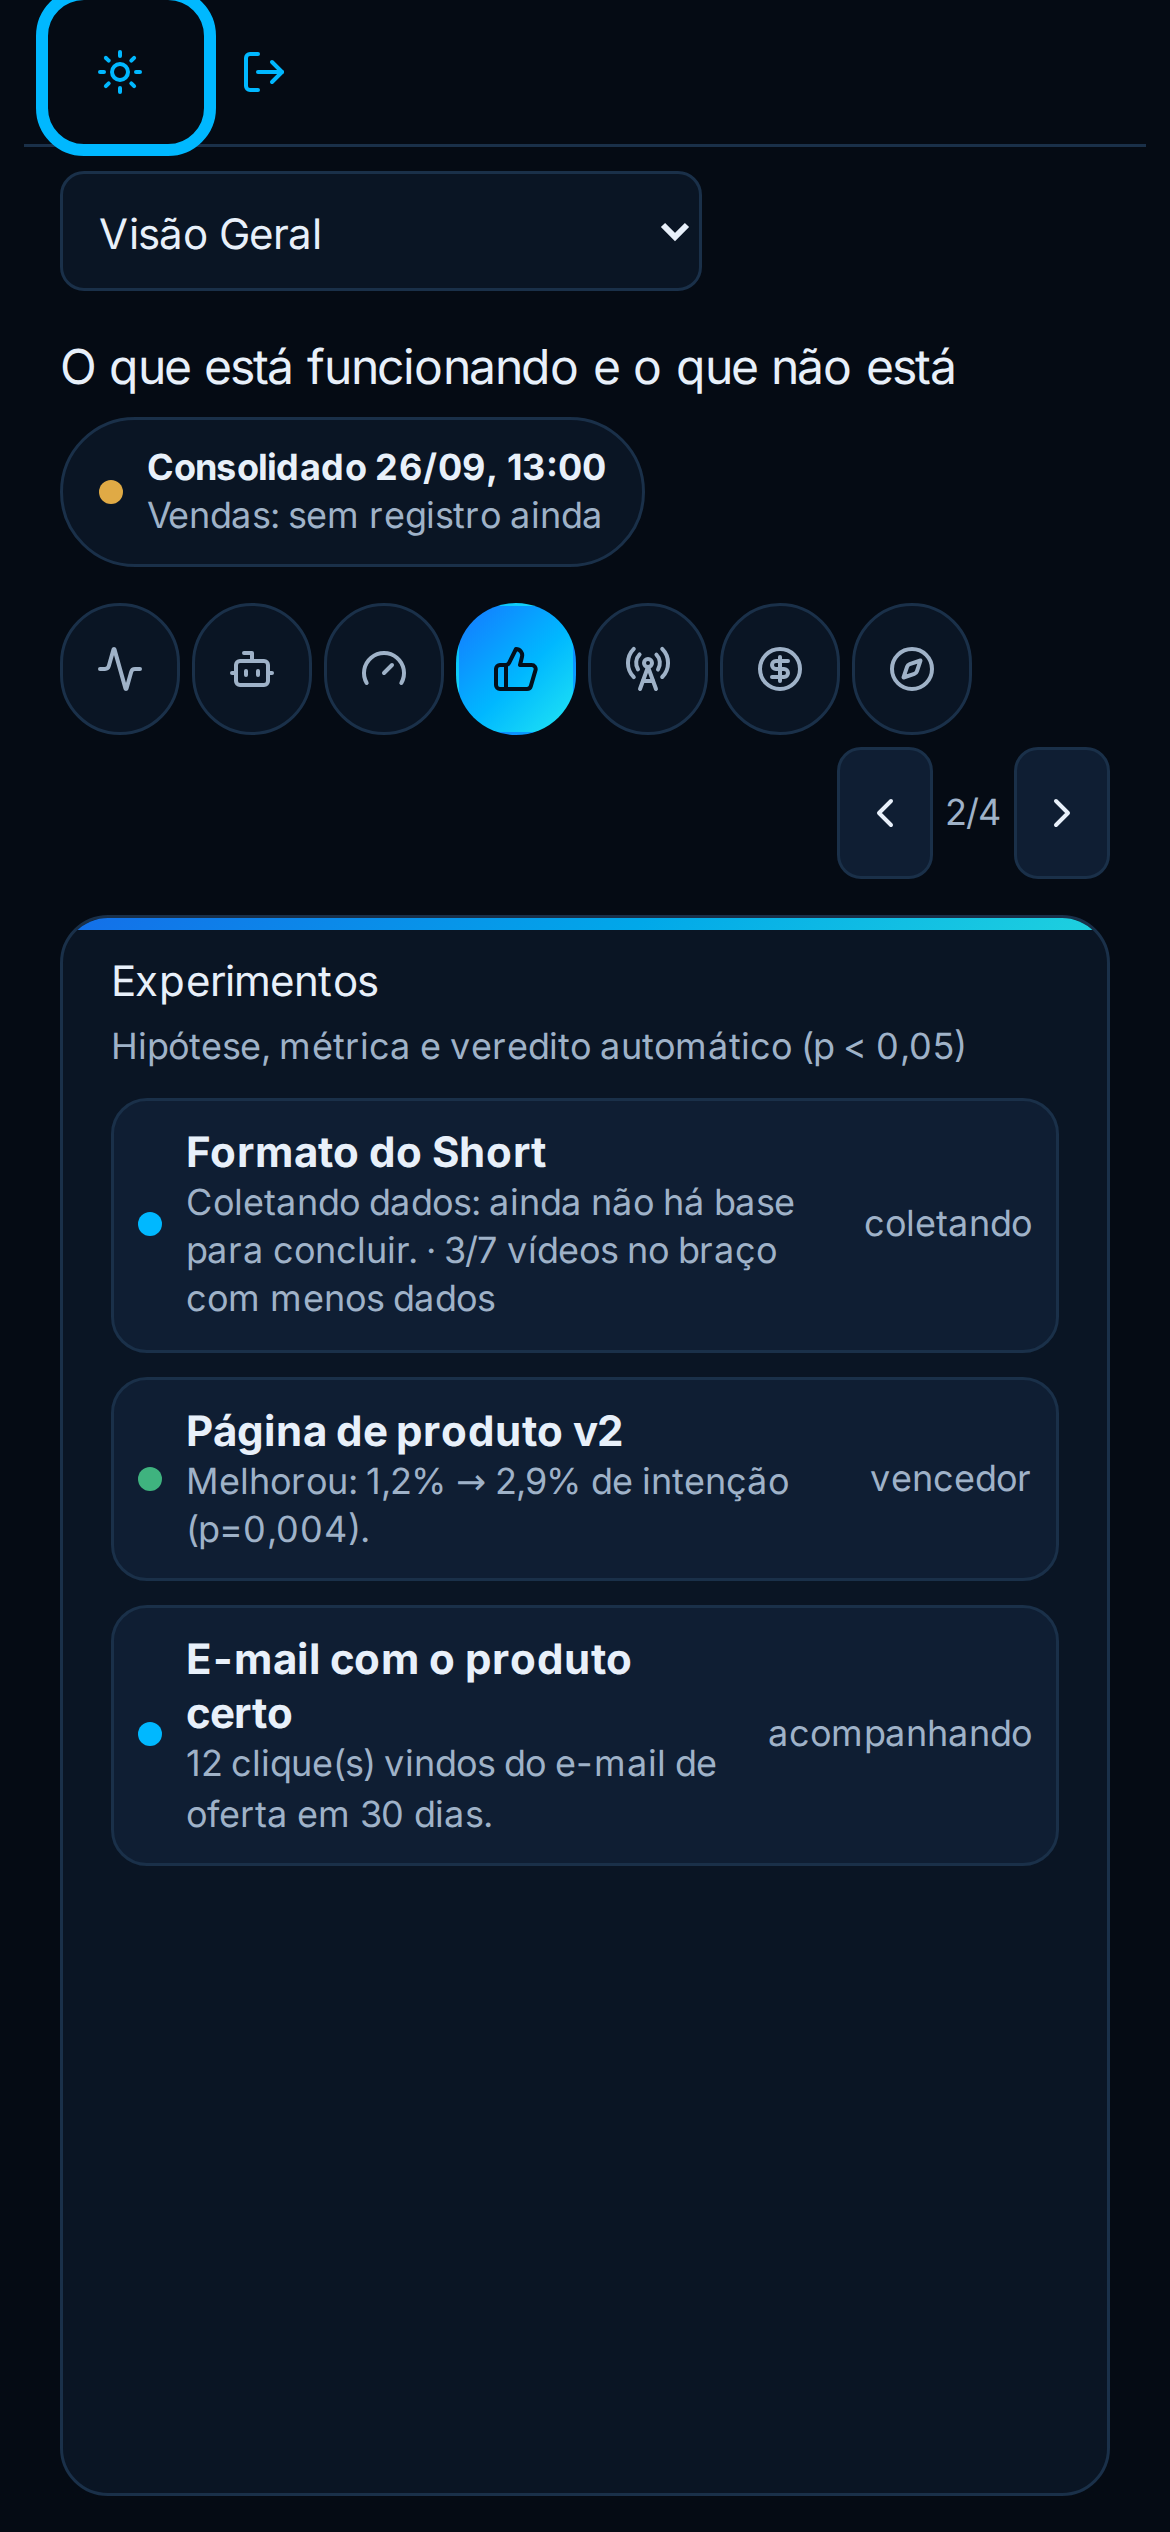 Visão Geral
O que está funcionando e o que não está
Consolidado 26/09, 13:00
Vendas: sem registro ainda
2/4
Experimentos
Hipótese, métrica e veredito automático (p < 0,05)
Formato do Short
Coletando dados: ainda não há base
para concluir. · 3/7 vídeos no braço
com menos dados
coletando
Página de produto v2
Melhorou: 1,2% → 2,9% de intenção
(p=0,004).
vencedor
E-mail com o produto
certo
12 clique(s) vindos do e-mail de
oferta em 30 dias.
acompanhando